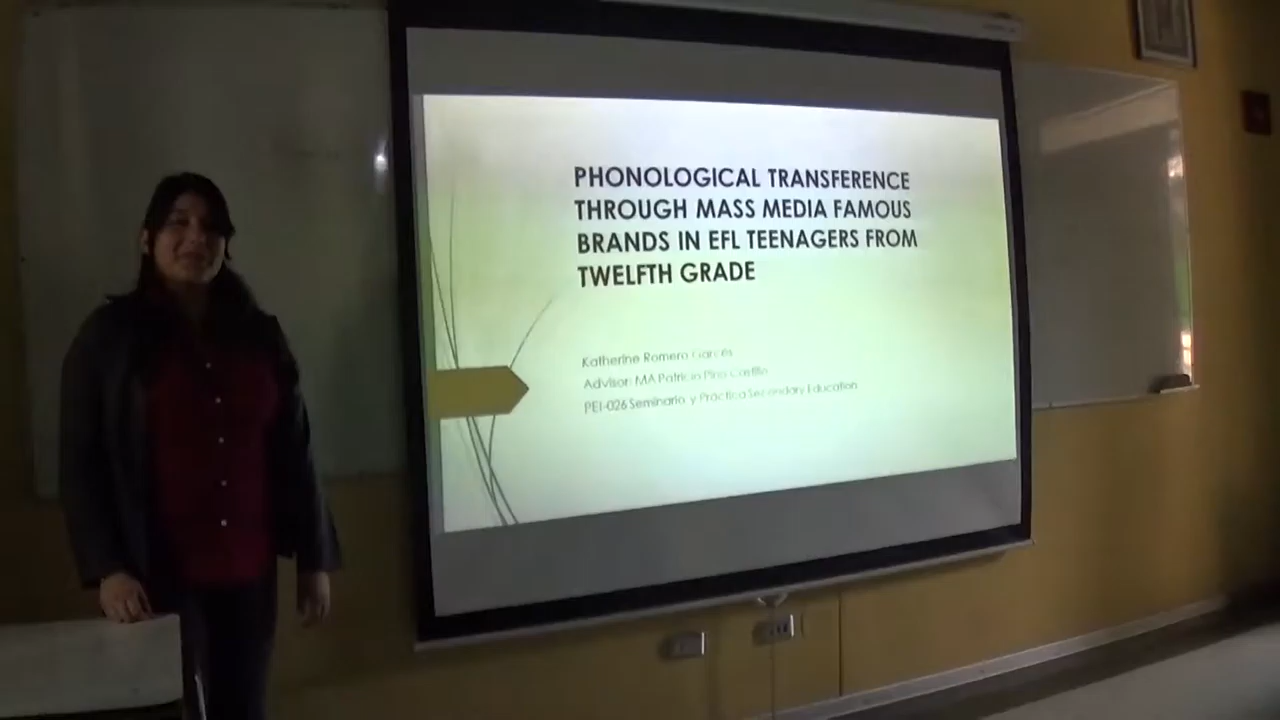 PHONOLOGICAL TRANSFERENCE
THROUGH MASS MEDIA FAMOUS
BRANDS IN EFL TEENAGERS FROM
TWELFTH GRADE
Katherine Romero Garcés
Advisor: MA Patricio Pino Castillo
PEI-026 Seminario y Práctica Secondary Education